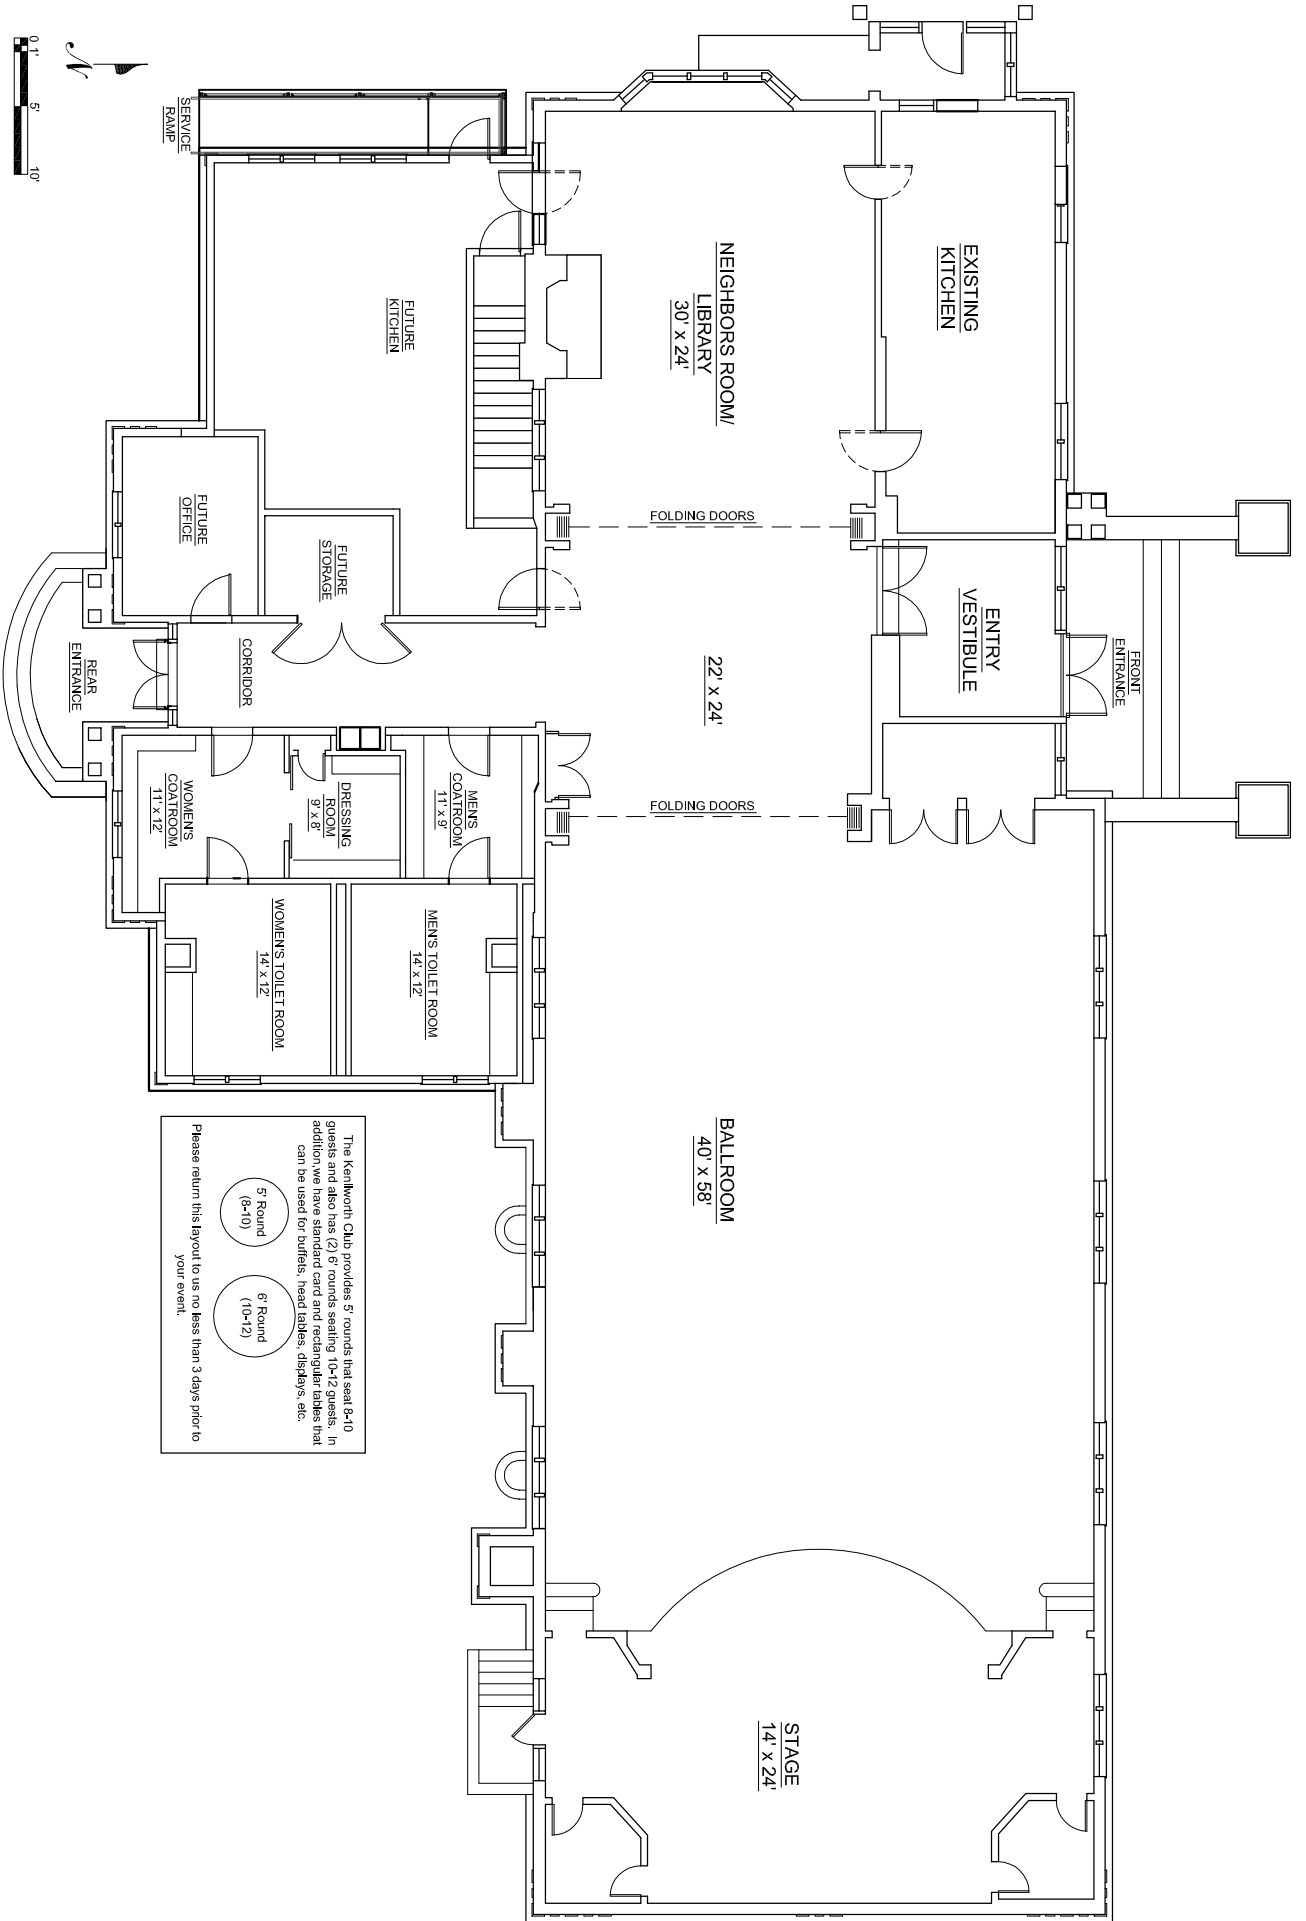 EXISTING
KITCHEN
NEIGHBORS ROOM/
LIBRARY
30' x 24'
FOLDING DOORS
ENTRY
VESTIBULE
FRONT
ENTRANCE
22' x 24'
FOLDING DOORS
BALLROOM
40' x 58'
STAGE
14' x 24'
SERVICE
RAMP
FUTURE
KITCHEN
FUTURE
OFFICE
FUTURE
STORAGE
CORRIDOR
REAR
ENTRANCE
MEN'S
COATROOM
11' x 9'
DRESSING
ROOM
9' x 8'
WOMEN'S
COATROOM
11' x 12'
MEN'S TOILET ROOM
14' x 12'
WOMEN'S TOILET ROOM
14' x 12'
The Kenilworth Club provides 5' rounds that seat 8-10
guests and also has (2) 6' rounds seating 10-12 guests. In
addition,we have standard card and rectangular tables that
can be used for buffets, head tables, displays, etc.
5' Round
(8-10)
6' Round
(10-12)
Please return this layout to us no less than 3 days prior to
your event.
N
0 1' 5' 10'